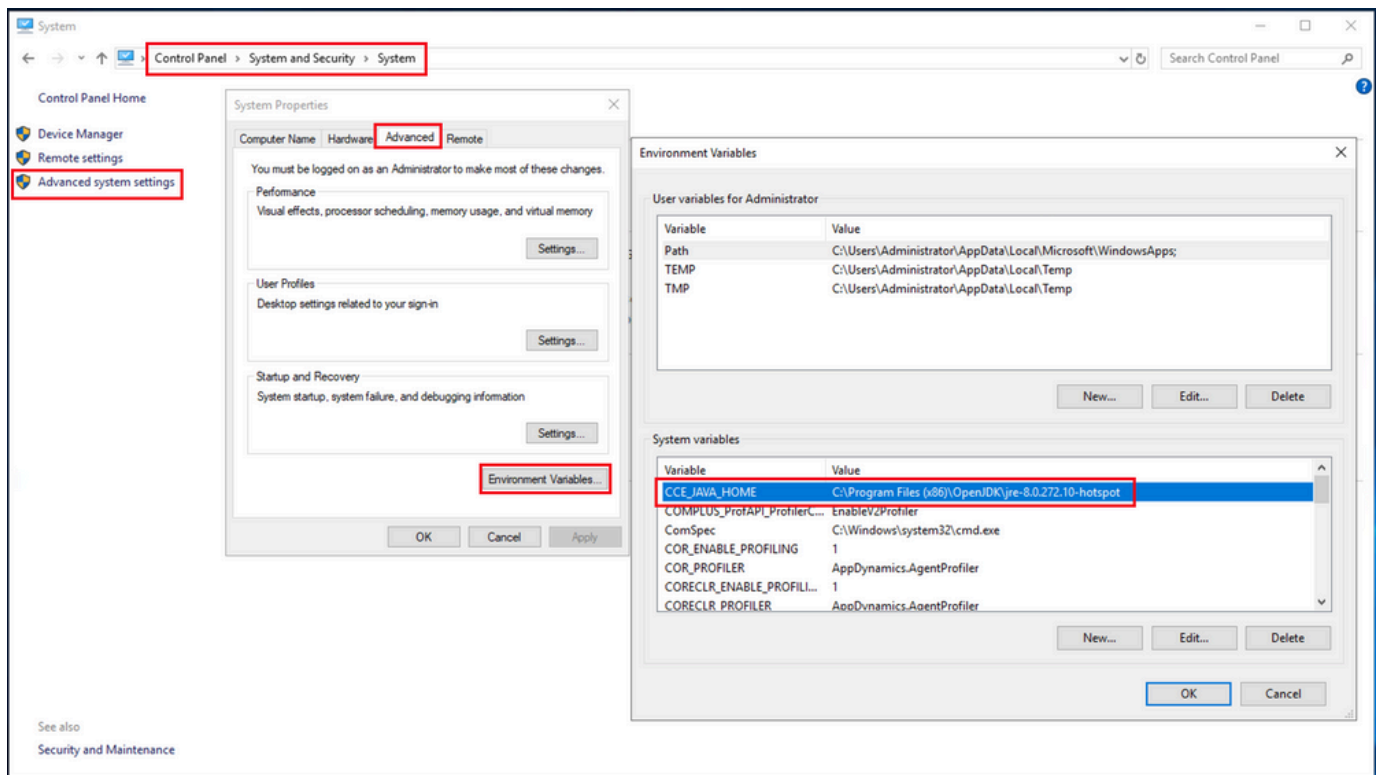 System
Control Panel > System and Security > System
Search Control Panel
Control Panel Home
Device Manager
Remote settings
Advanced system settings
See also
Security and Maintenance
System Properties
Computer Name Hardware Advanced Remote
You must be logged on as an Administrator to make most of these changes.
Performance
Visual effects, processor scheduling, memory usage, and virtual memory
Settings...
User Profiles
Desktop settings related to your sign-in
Settings...
Startup and Recovery
System startup, system failure, and debugging information
Settings...
Environment Variables...
OK Cancel Apply
Environment Variables
User variables for Administrator
Variable Value
Path C:\Users\Administrator\AppData\Local\Microsoft\WindowsApps;
TEMP C:\Users\Administrator\AppData\Local\Temp
TMP C:\Users\Administrator\AppData\Local\Temp
New... Edit... Delete
System variables
Variable Value
CCE_JAVA_HOME C:\Program Files (x86)\OpenJDK\jre-8.0.272.10-hotspot
COMPLUS_ProfAPI_ProfilerC... EnableV2Profiler
ComSpec C:\Windows\system32\cmd.exe
COR_ENABLE_PROFILING 1
COR_PROFILER AppDynamics.AgentProfiler
CORECLR_ENABLE_PROFILI... 1
CORECLR_PROFILER AppDynamics.AgentProfiler
New... Edit... Delete
OK Cancel